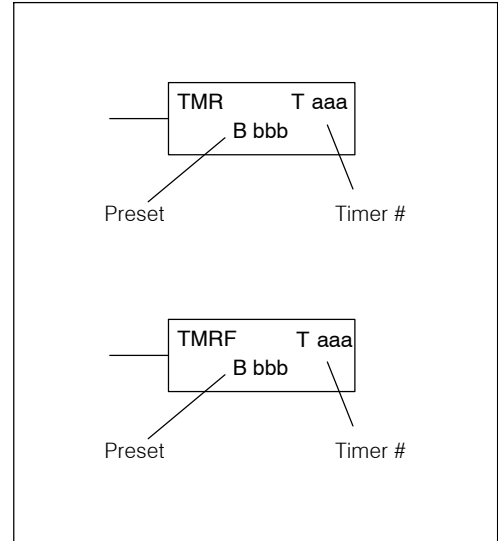 TMR T aaa
B bbb
Preset Timer #
TMRF T aaa
B bbb
Preset Timer #